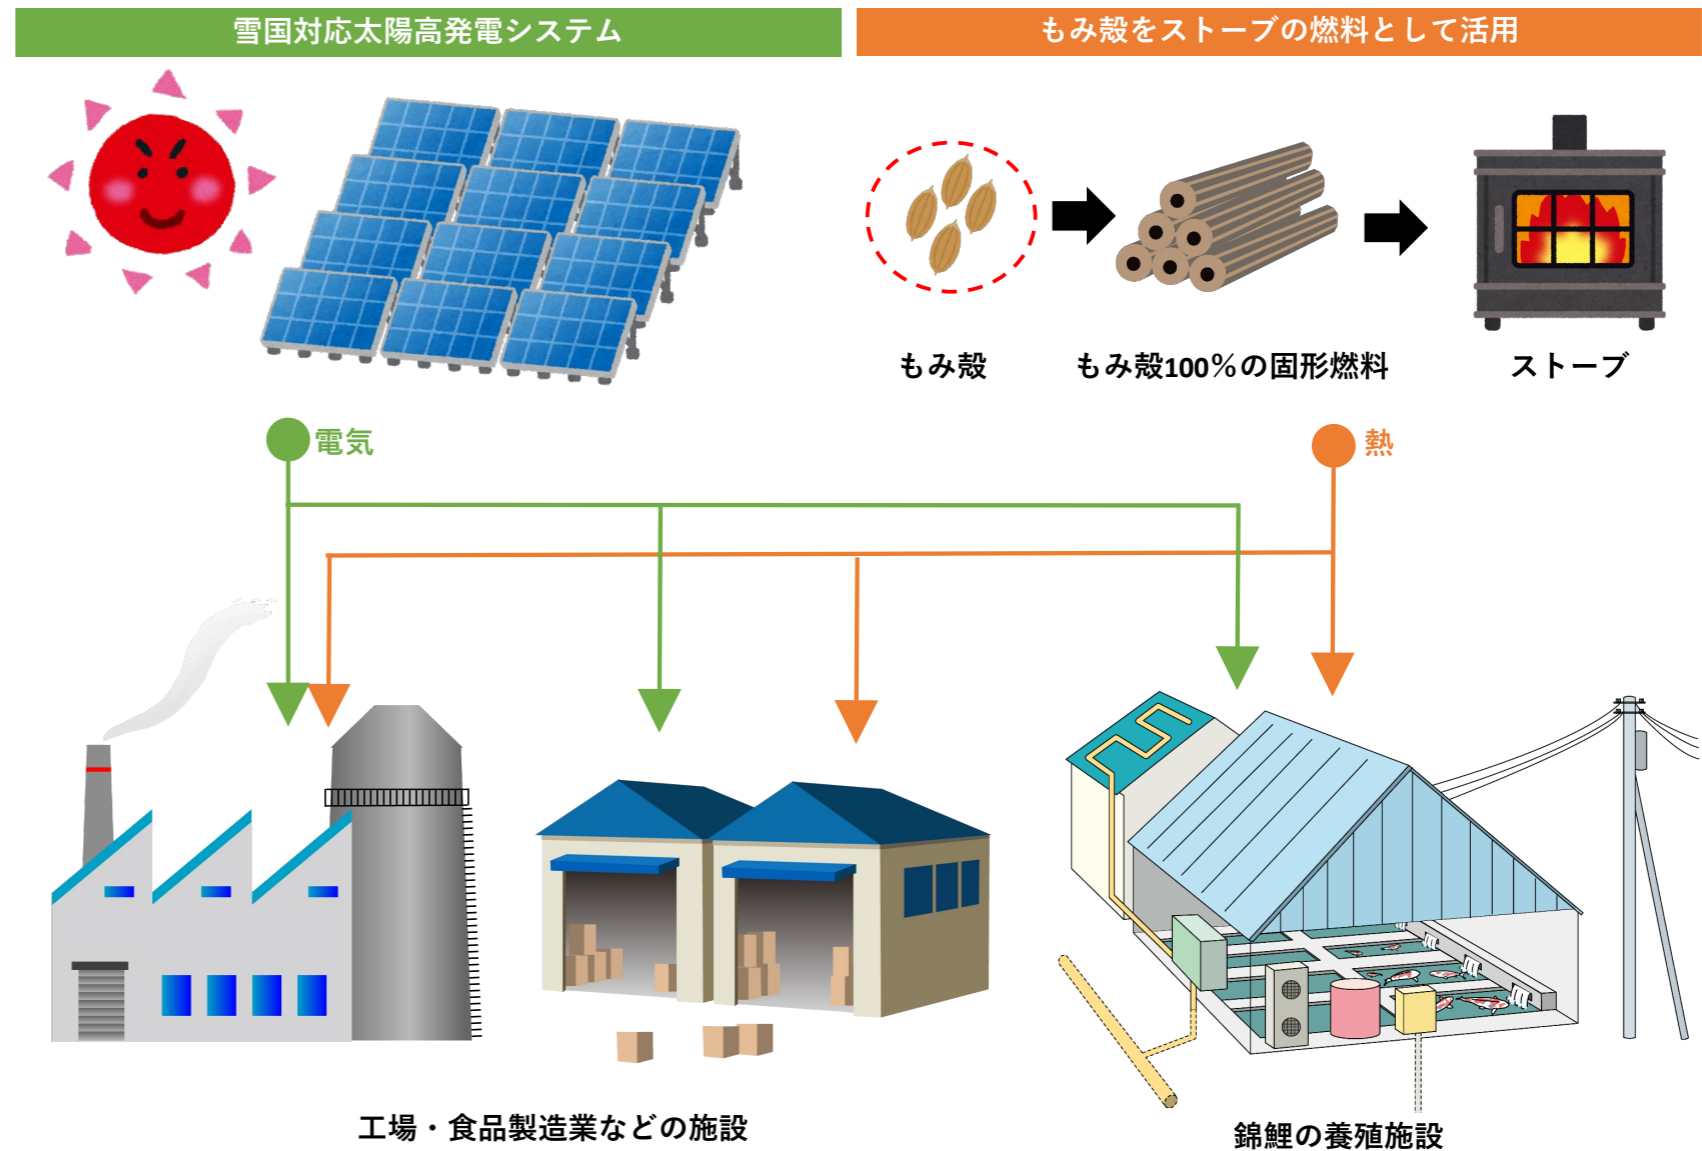 雪国対応太陽高発電システム
もみ殻をストーブの燃料として活用
もみ殻
もみ殻100％の固形燃料
ストーブ
電気
熱
工場・食品製造業などの施設
錦鯉の養殖施設